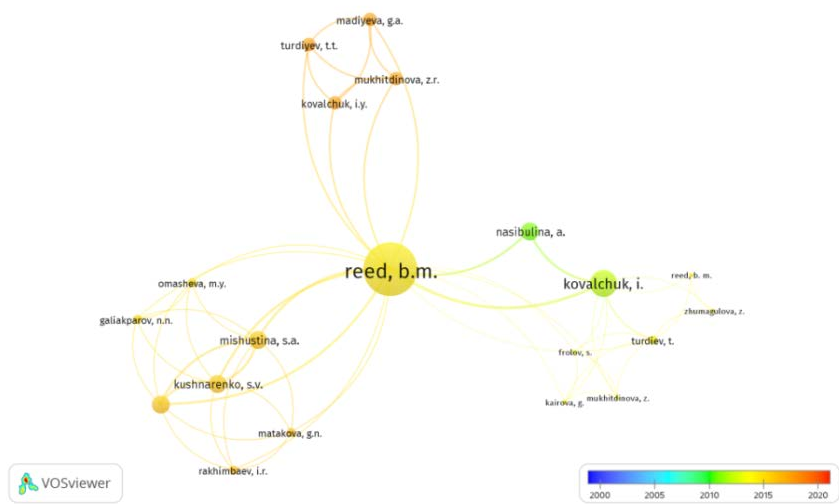 madiyeva, g.a.
turdiyev, t.t.
mukhitdinova, z.r.
kovalchuk, i.y.
nasibulina, a.
reed, b.m.
reed, b. m.
omasheva, m.y.
kovalchuk, i.
zhumagulova, z.
galiakparov, n.n.
mishustina, s.a.
turdiev, t.
frolov, s.
kushnarenko, s.v.
kairova, g.
mukhitdinova, z.
matakova, g.n.
rakhimbaev, i.r.
VOSviewer
2000 2005 2010 2015 2020